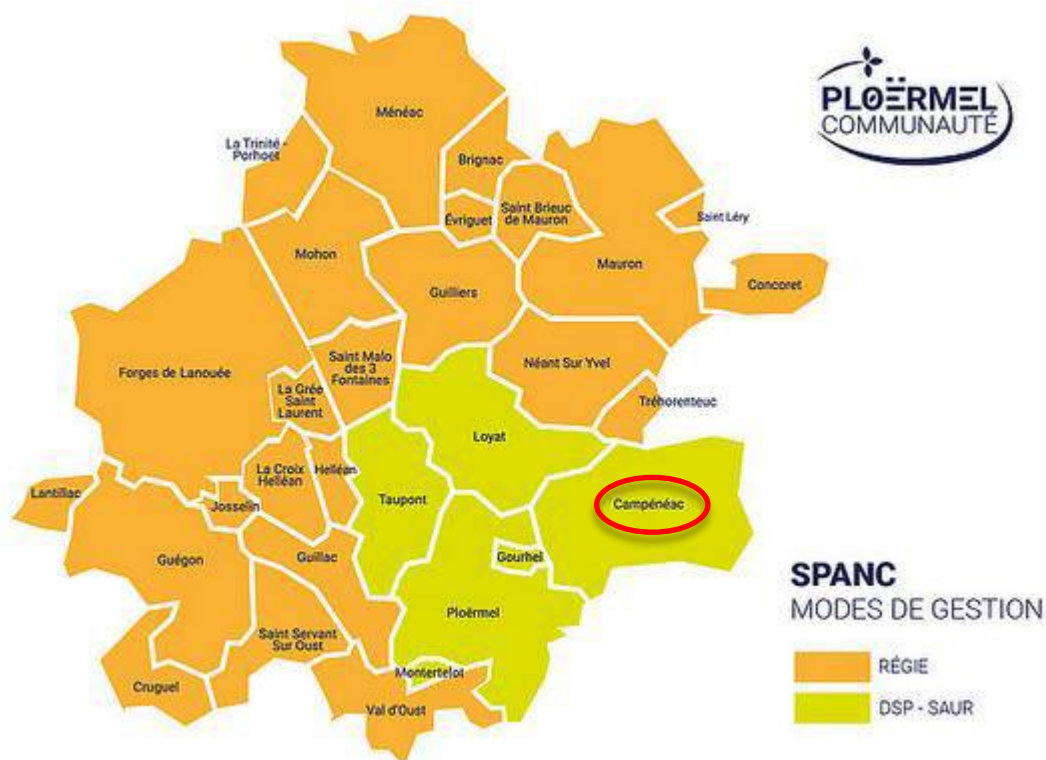 PLOËRMEL
COMMUNAUTÉ
Ménéac
La Trinité -
Porhoet
Brignac
Évriguet
Saint Brieuc
de Mauron
Saint Léry
Mohon
Mauron
Guilliers
Concoret
Forges de Lanouée
Saint Malo
des 3
Fontaines
Néant Sur Yvel
La Grée
Saint
Laurent
Tréhorenteuc
Loyat
La Croix
Helléan
Helléan
Lantillac
Josselin
Taupont
Campénéac
Guégon
Guillac
Gourhel
Ploërmel
Saint Servant
Sur Oust
Montertelot
Cruguel
Val d'Oust
SPANC
MODES DE GESTION
RÉGIE
DSP - SAUR